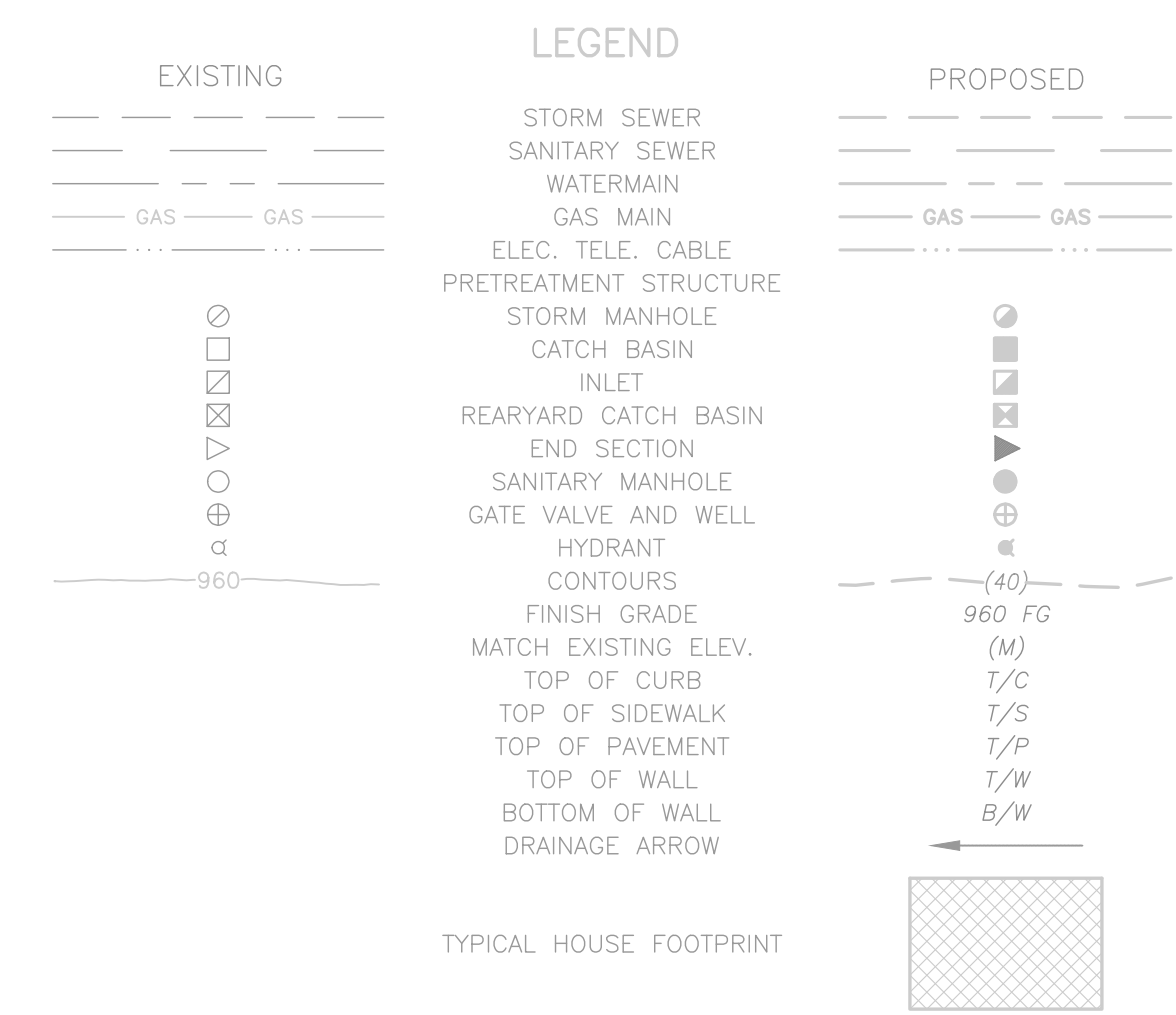 LEGEND
EXISTING
PROPOSED
STORM SEWER
SANITARY SEWER
WATERMAIN
GAS GAS GAS MAIN GAS GAS
ELEC. TELE. CABLE
PRETREATMENT STRUCTURE
STORM MANHOLE
CATCH BASIN
INLET
REARYARD CATCH BASIN
END SECTION
SANITARY MANHOLE
GATE VALVE AND WELL
HYDRANT
960 CONTOURS (40)
FINISH GRADE 960 FG
MATCH EXISTING ELEV. (M)
TOP OF CURB T/C
TOP OF SIDEWALK T/S
TOP OF PAVEMENT T/P
TOP OF WALL T/W
BOTTOM OF WALL B/W
DRAINAGE ARROW
TYPICAL HOUSE FOOTPRINT